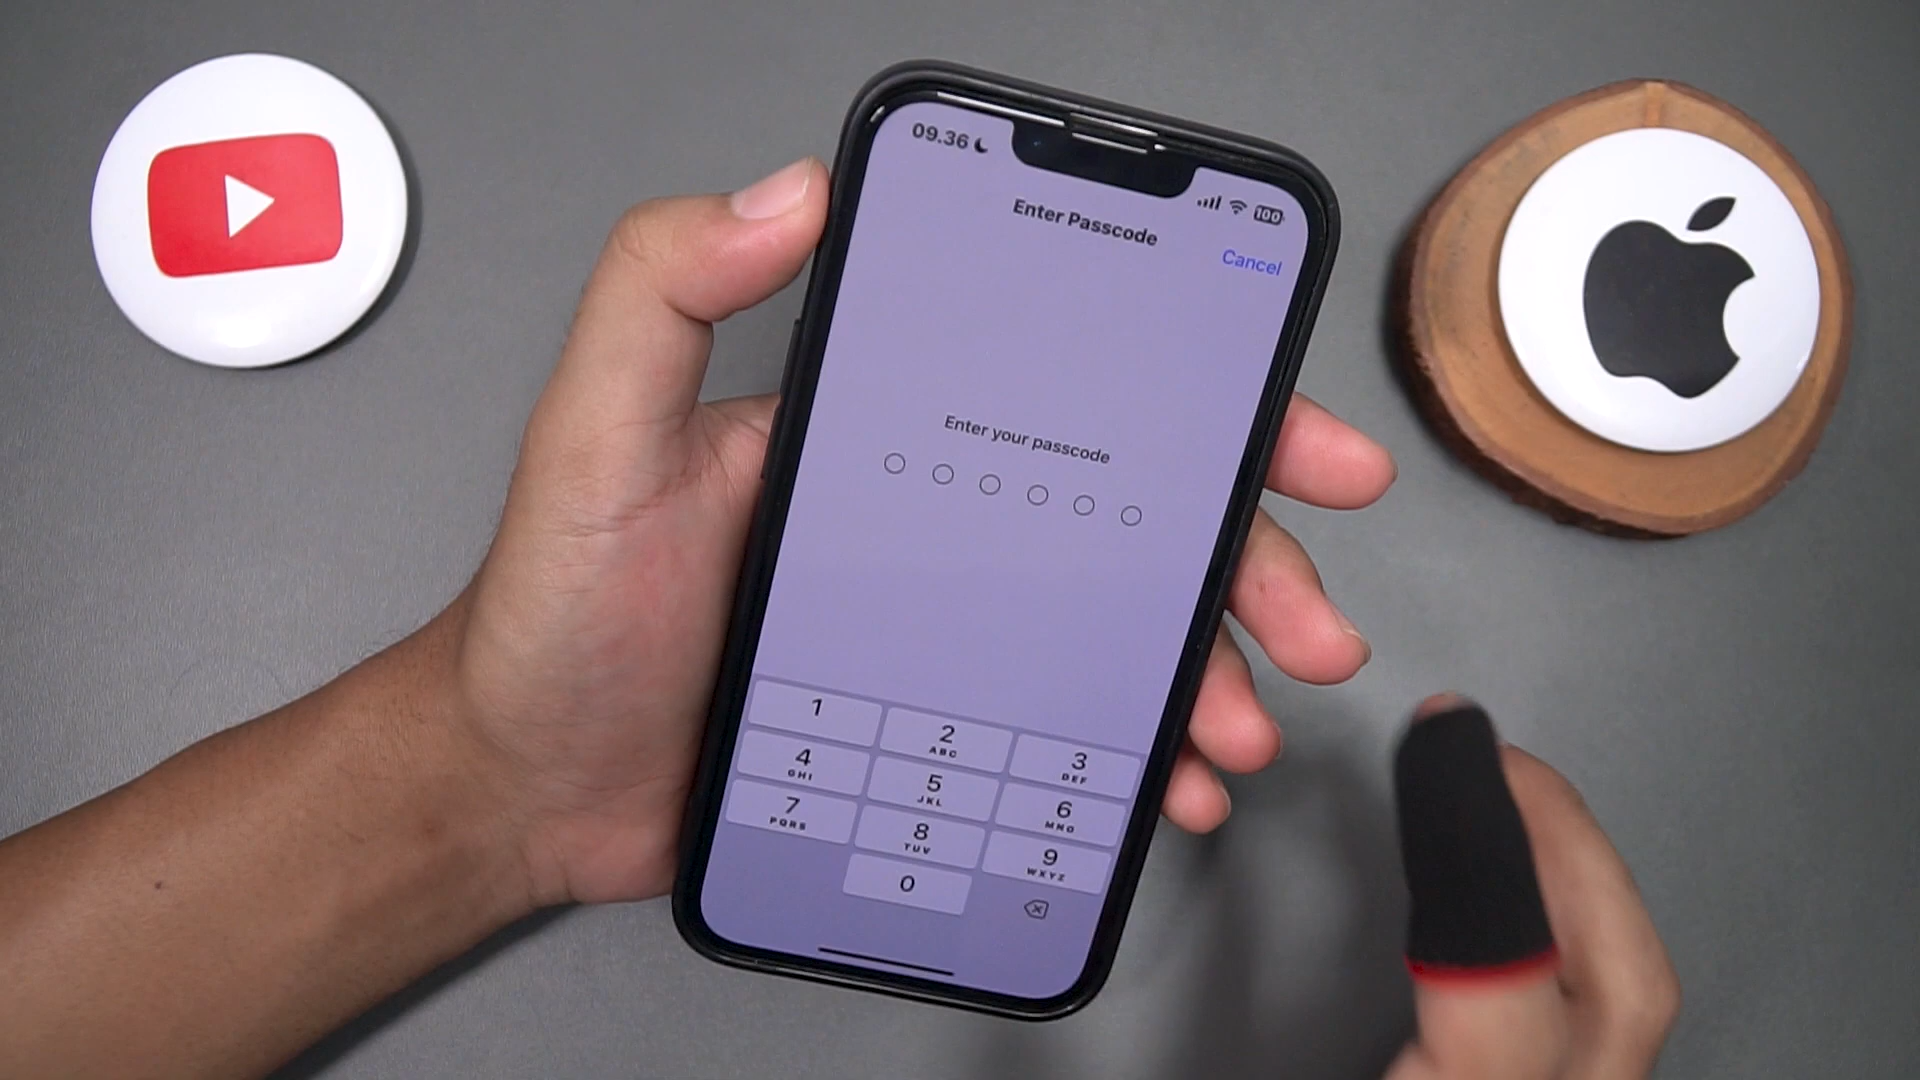 09.36
100
Enter Passcode
Cancel
Enter your passcode
1
2
ABC
3
DEF
4
GHI
5
JKL
6
MNO
7
PQRS
8
TUV
9
WXYZ
0